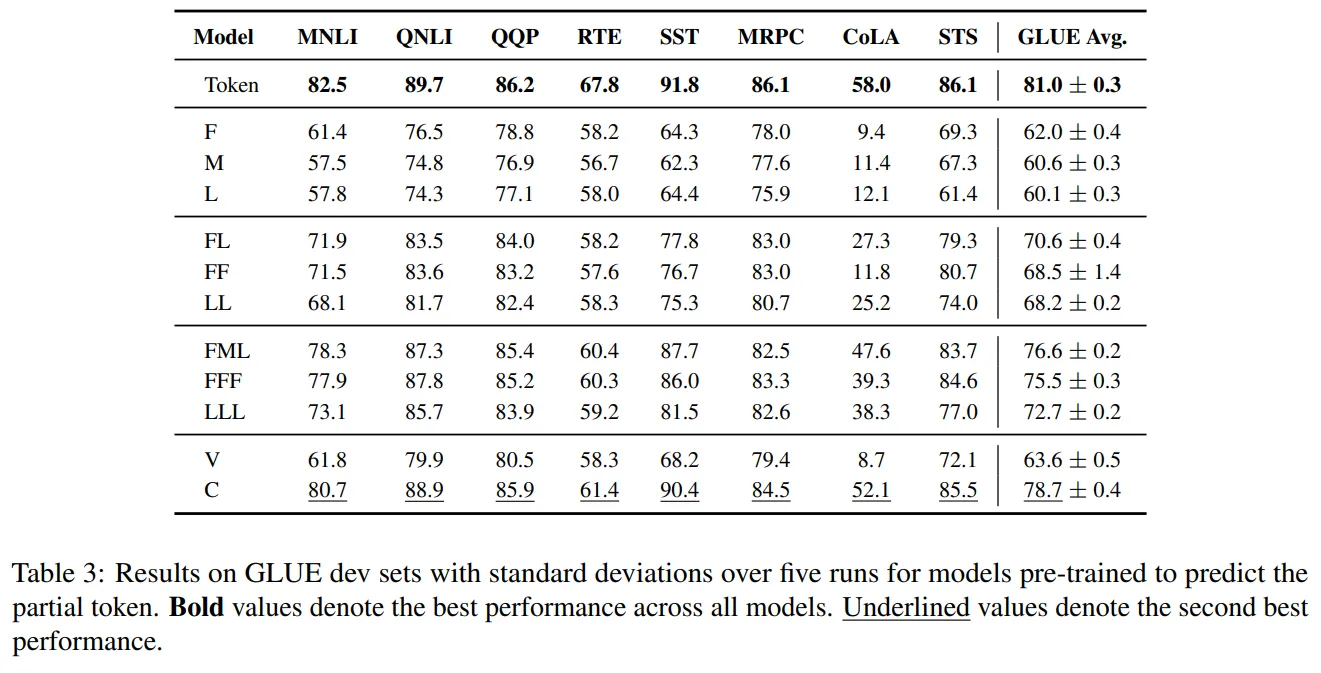 Model MNLI QNLI QQP RTE SST MRPC CoLA STS GLUE Avg.
Token 82.5 89.7 86.2 67.8 91.8 86.1 58.0 86.1 81.0 ± 0.3
F 61.4 76.5 78.8 58.2 64.3 78.0 9.4 69.3 62.0 ± 0.4
M 57.5 74.8 76.9 56.7 62.3 77.6 11.4 67.3 60.6 ± 0.3
L 57.8 74.3 77.1 58.0 64.4 75.9 12.1 61.4 60.1 ± 0.3
FL 71.9 83.5 84.0 58.2 77.8 83.0 27.3 79.3 70.6 ± 0.4
FF 71.5 83.6 83.2 57.6 76.7 83.0 11.8 80.7 68.5 ± 1.4
LL 68.1 81.7 82.4 58.3 75.3 80.7 25.2 74.0 68.2 ± 0.2
FML 78.3 87.3 85.4 60.4 87.7 82.5 47.6 83.7 76.6 ± 0.2
FFF 77.9 87.8 85.2 60.3 86.0 83.3 39.3 84.6 75.5 ± 0.3
LLL 73.1 85.7 83.9 59.2 81.5 82.6 38.3 77.0 72.7 ± 0.2
V 61.8 79.9 80.5 58.3 68.2 79.4 8.7 72.1 63.6 ± 0.5
C 80.7 88.9 85.9 61.4 90.4 84.5 52.1 85.5 78.7 ± 0.4
Table 3: Results on GLUE dev sets with standard deviations over five runs for models pre-trained to predict the
partial token. Bold values denote the best performance across all models. Underlined values denote the second best
performance.